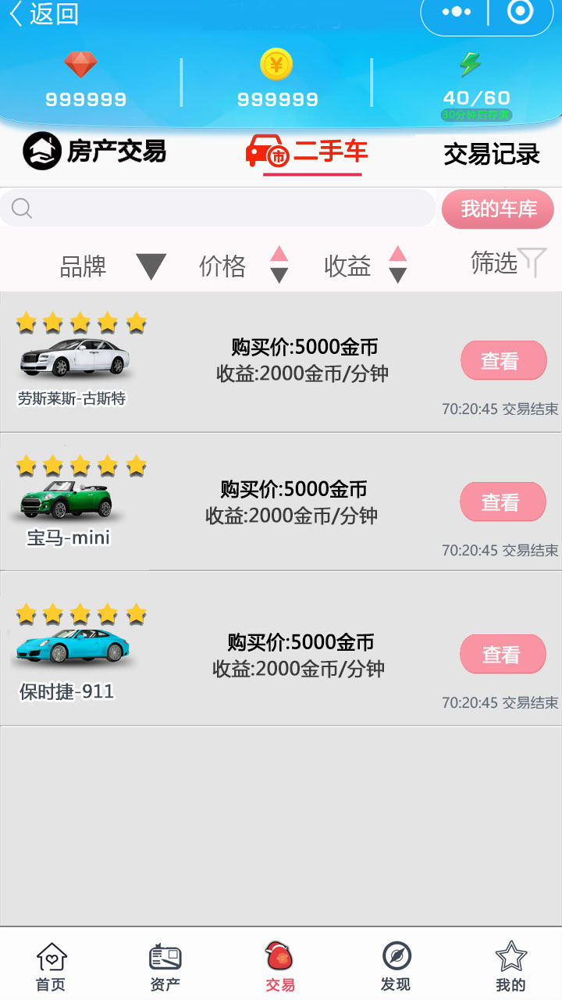 返回
999999 999999 40/60
30分钟后存满
房产交易 二手车 交易记录
我的车库
品牌 价格 收益 筛选
购买价:5000金币
收益:2000金币/分钟
查看
劳斯莱斯-古斯特
70:20:45 交易结束
购买价:5000金币
收益:2000金币/分钟
查看
宝马-mini
70:20:45 交易结束
购买价:5000金币
收益:2000金币/分钟
查看
保时捷-911
70:20:45 交易结束
首页 资产 交易 发现 我的